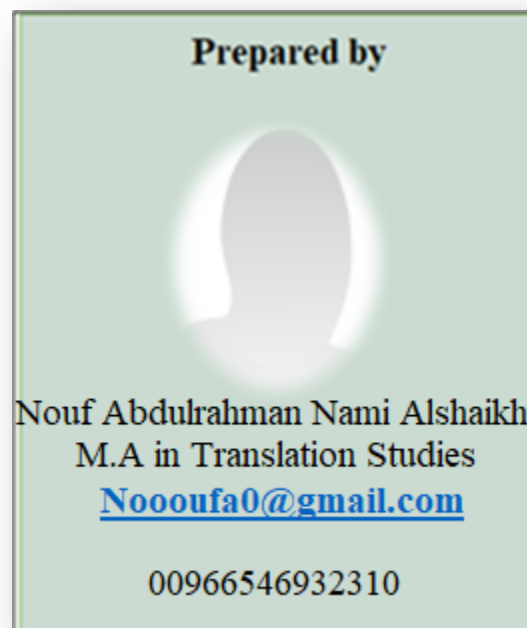 Prepared by
Nouf Abdulrahman Nami Alshaikh
M.A in Translation Studies
Noooufa0@gmail.com
00966546932310